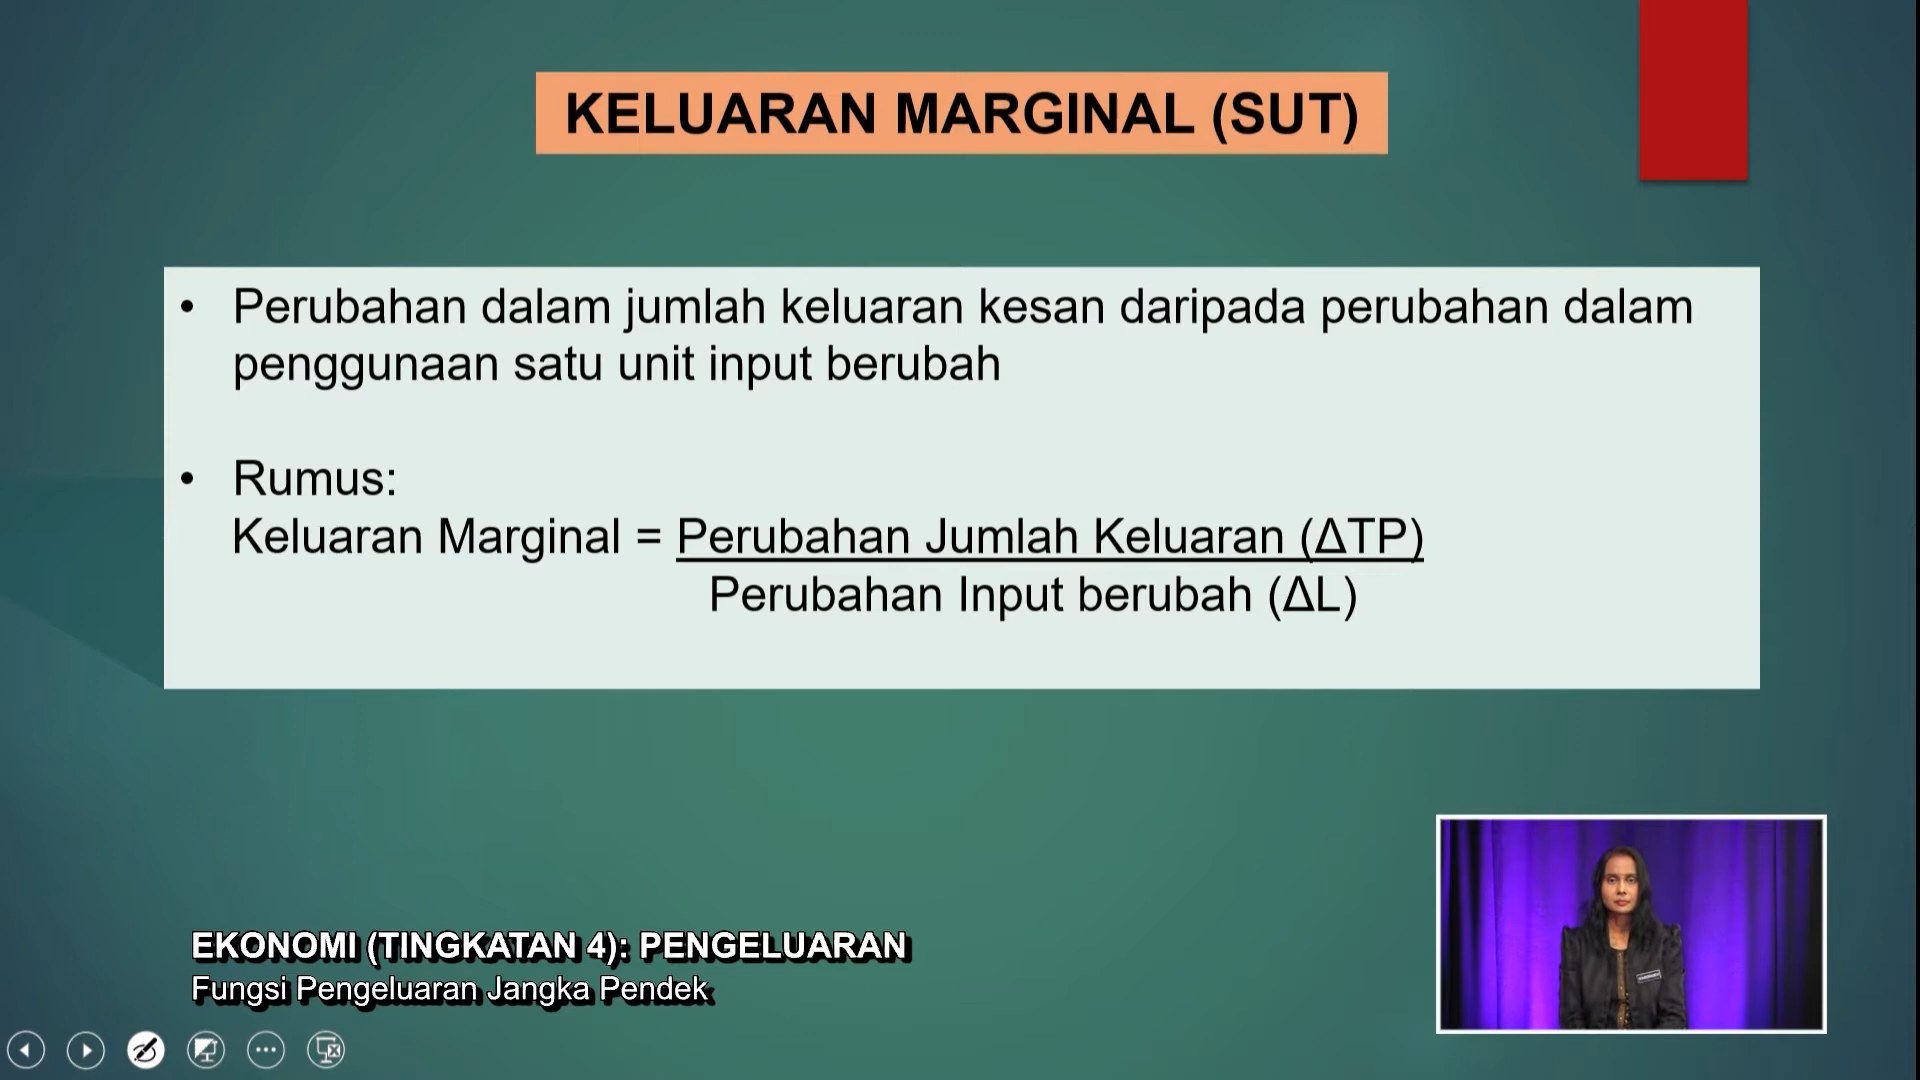 KELUARAN MARGINAL (SUT)
• Perubahan dalam jumlah keluaran kesan daripada perubahan dalam
penggunaan satu unit input berubah
• Rumus:
Keluaran Marginal = Perubahan Jumlah Keluaran (ΔTP)
Perubahan Input berubah (ΔL)
EKONOMI (TINGKATAN 4): PENGELUARAN
Fungsi Pengeluaran Jangka Pendek